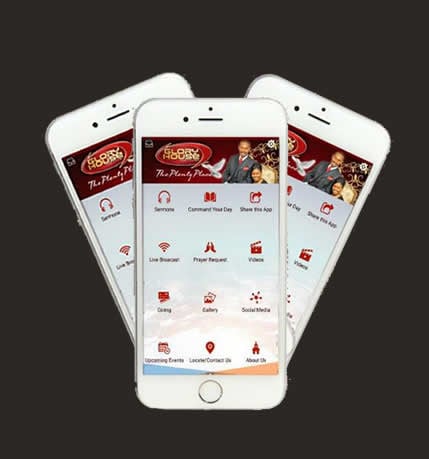 GLORY
HOUSE
The Plenty Place
Sermons
Command Your Day
Share this App
Live Broacast
Prayer Request
Videos
Giving
Gallery
Social Media
Upcoming Events
Locate/Contact Us
About Us
GLORY
HOUSE
The Plenty Pla
Sermons
Live Broacast
r Day
Share this App
Videos